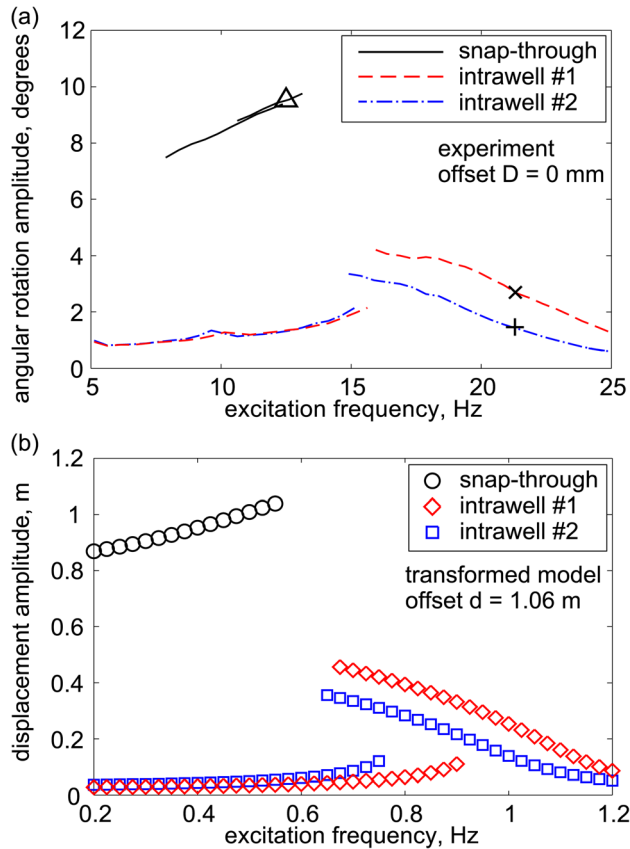 (a)
12
10
8
6
4
2
0
angular rotation amplitude, degrees
snap-through
intrawell #1
intrawell #2
experiment
offset D = 0 mm
5 10 15 20 25
excitation frequency, Hz
(b)
1.2
1
0.8
0.6
0.4
0.2
0
displacement amplitude, m
snap-through
intrawell #1
intrawell #2
transformed model
offset d = 1.06 m
0.2 0.4 0.6 0.8 1 1.2
excitation frequency, Hz